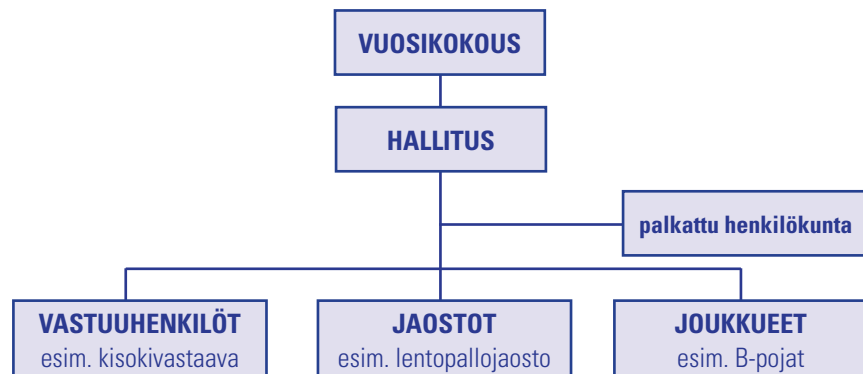 VUOSIKOKOUS
HALLITUS
palkattu henkilökunta
VASTUUHENKILÖT
esim. kisokivastaava
JAOSTOT
esim. lentopallojaosto
JOUKKUEET
esim. B-pojat